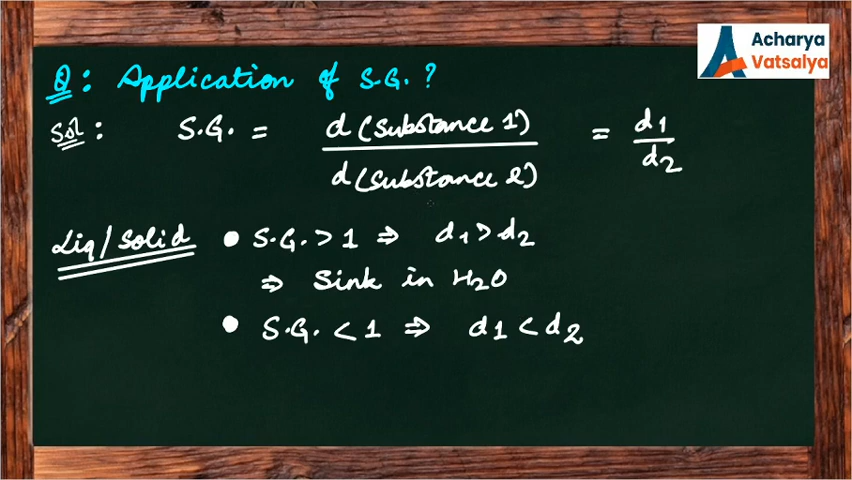 Acharya
Vatsalya
Q: Application of S.G.?
Sol: S.G. = d(substance 1) / d(substance 2) = d1/d2
Liq/Solid • S.G. > 1 ⇒ d1 > d2
⇒ Sink in H2O
• S.G. < 1 ⇒ d1 < d2